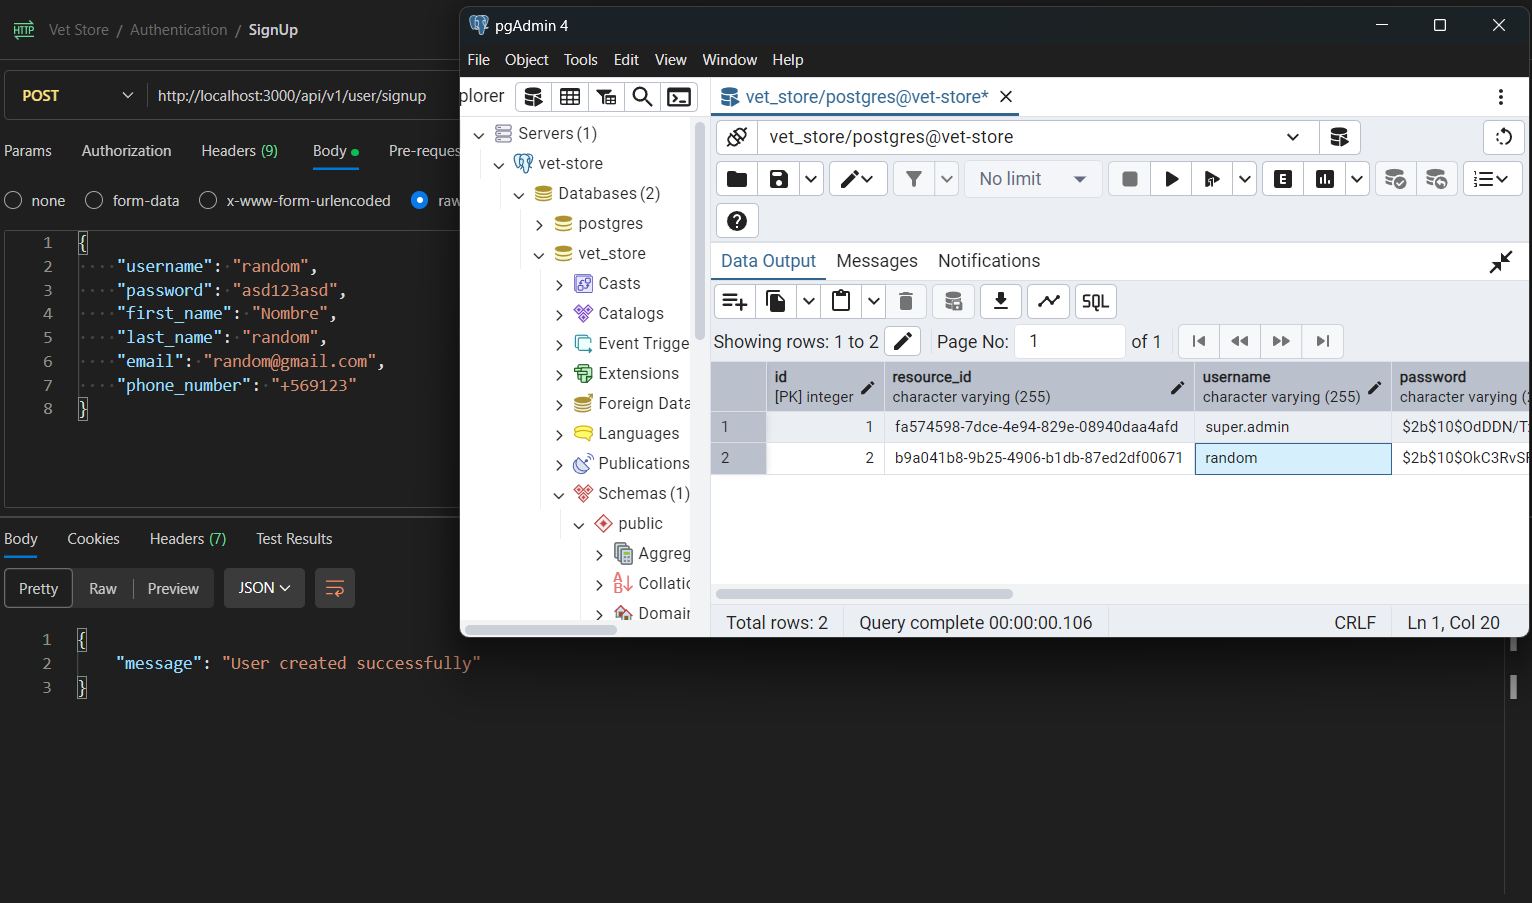 HTTP Vet Store / Authentication / SignUp
POST http://localhost:3000/api/v1/user/signup
Params Authorization Headers (9) Body Pre-reques
none form-data x-www-form-urlencoded raw
1 {
2 "username": "random",
3 "password": "asd123asd",
4 "first_name": "Nombre",
5 "last_name": "random",
6 "email": "random@gmail.com",
7 "phone_number": "+569123"
8 }
Body Cookies Headers (7) Test Results
Pretty Raw Preview JSON
1 {
2 "message": "User created successfully"
3 }
pgAdmin 4
File Object Tools Edit View Window Help
plorer
Servers (1)
vet-store
Databases (2)
postgres
vet_store
Casts
Catalogs
Event Trigge
Extensions
Foreign Data
Languages
Publications
Schemas (1)
public
Aggreg
Collatic
Domair
vet_store/postgres@vet-store*
vet_store/postgres@vet-store
No limit
E
Data Output Messages Notifications
SQL
Showing rows: 1 to 2 Page No: 1 of 1
id resource_id username password
[PK] integer character varying (255) character varying (255) character varying (2
1 1 fa574598-7dce-4e94-829e-08940daa4afd super.admin $2b$10$OdDDN/T
2 2 b9a041b8-9b25-4906-b1db-87ed2df00671 random $2b$10$OkC3RvS
Total rows: 2 Query complete 00:00:00.106 CRLF Ln 1, Col 20